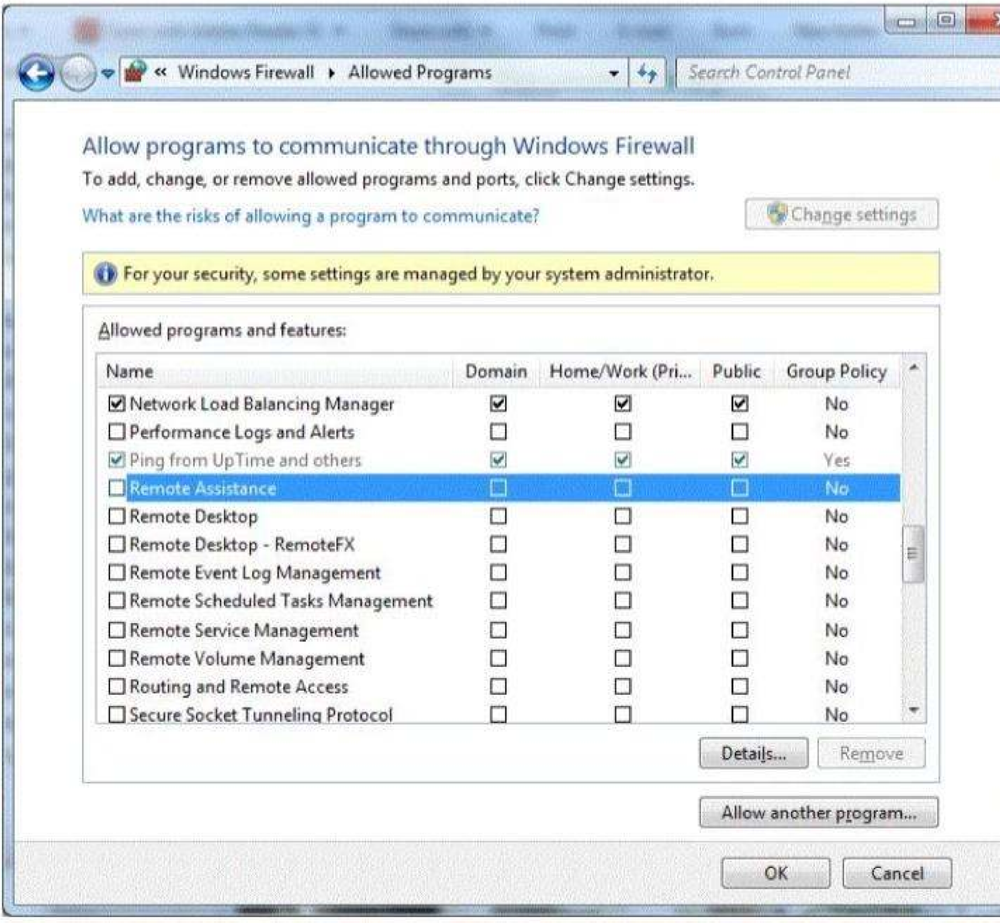 « Windows Firewall ▸ Allowed Programs Search Control Panel
Allow programs to communicate through Windows Firewall
To add, change, or remove allowed programs and ports, click Change settings.
What are the risks of allowing a program to communicate? Change settings
For your security, some settings are managed by your system administrator.
Allowed programs and features:
Name Domain Home/Work (Pri... Public Group Policy
Network Load Balancing Manager No
Performance Logs and Alerts No
Ping from UpTime and others Yes
Remote Assistance No
Remote Desktop No
Remote Desktop - RemoteFX No
Remote Event Log Management No
Remote Scheduled Tasks Management No
Remote Service Management No
Remote Volume Management No
Routing and Remote Access No
Secure Socket Tunneling Protocol No
Details... Remove
Allow another program...
OK Cancel